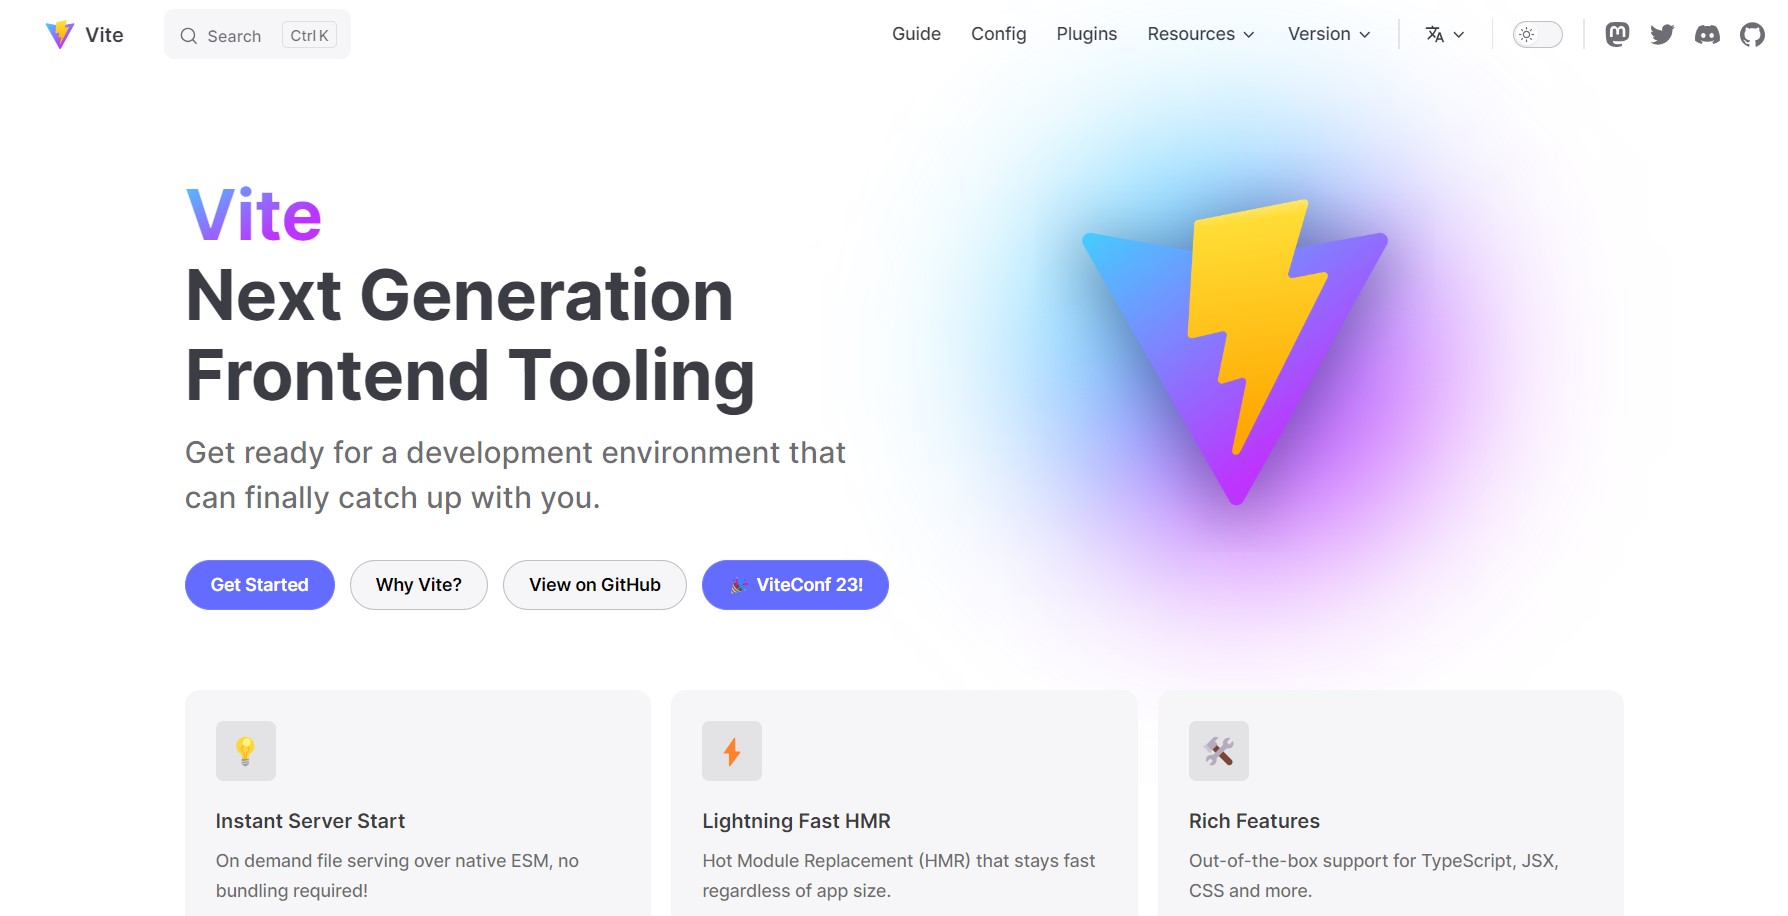 Vite
Search Ctrl K
Guide Config Plugins Resources Version
Vite
Next Generation
Frontend Tooling
Get ready for a development environment that
can finally catch up with you.
Get Started Why Vite? View on GitHub 🎉 ViteConf 23!
Instant Server Start
On demand file serving over native ESM, no
bundling required!
Lightning Fast HMR
Hot Module Replacement (HMR) that stays fast
regardless of app size.
Rich Features
Out-of-the-box support for TypeScript, JSX,
CSS and more.